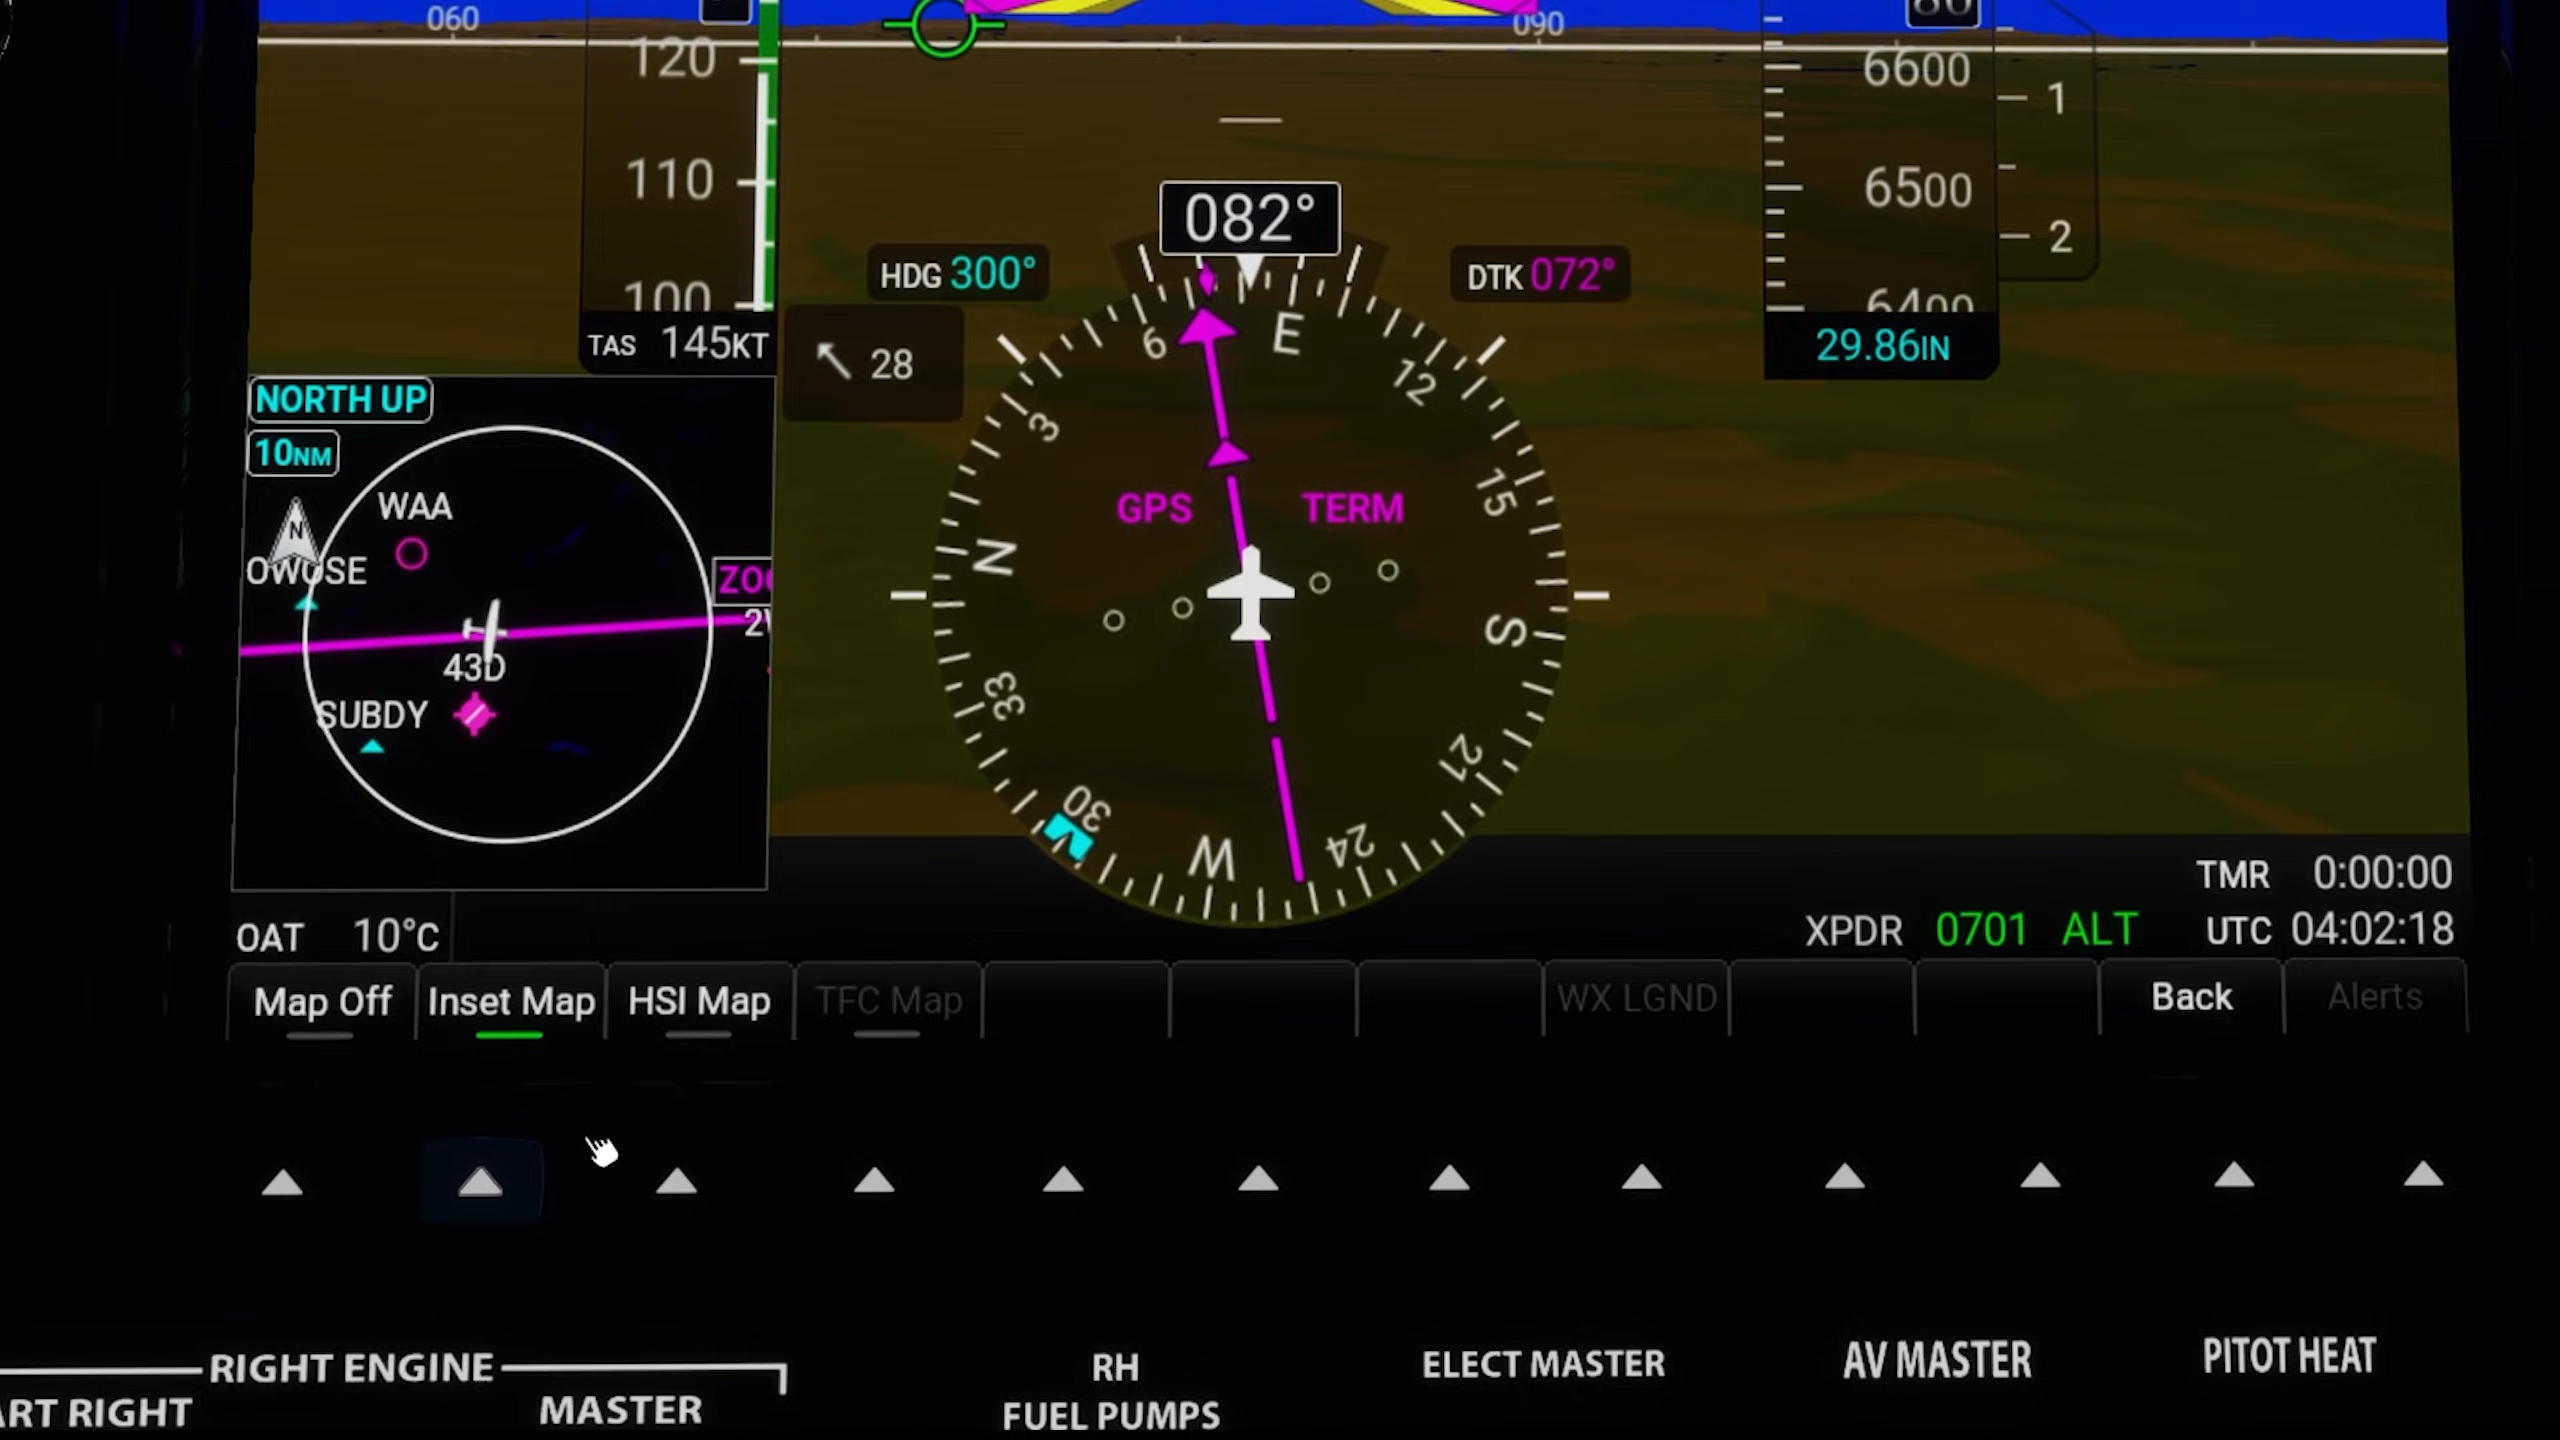 060
090
80
120
110
100
TAS 145KT
6600
6500
6400
1
2
29.86IN
082°
HDG 300°
DTK 072°
28
6
E
3
12
15
N
S
33
21
30
W
24
GPS
TERM
NORTH UP
10NM
N
WAA
OWOSE
43D
SUBDY
TMR 0:00:00
XPDR 0701 ALT
UTC 04:02:18
OAT 10°C
Map Off
Inset Map
HSI Map
TFC Map
WX LGND
Back
Alerts
RIGHT ENGINE
RH
ELECT MASTER
AV MASTER
PITOT HEAT
RIGHT
MASTER
FUEL PUMPS